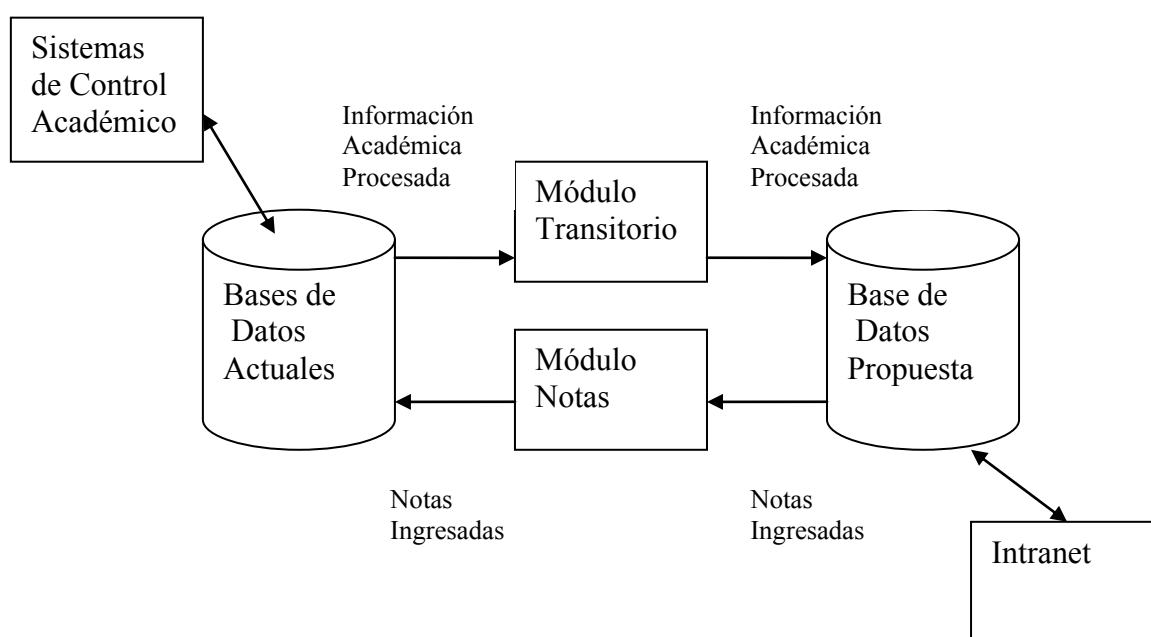 Sistemas
de Control
Académico
Información
Académica
Procesada
Información
Académica
Procesada
Módulo
Transitorio
Bases de
Datos
Actuales
Base de
Datos
Propuesta
Módulo
Notas
Notas
Ingresadas
Notas
Ingresadas
Intranet